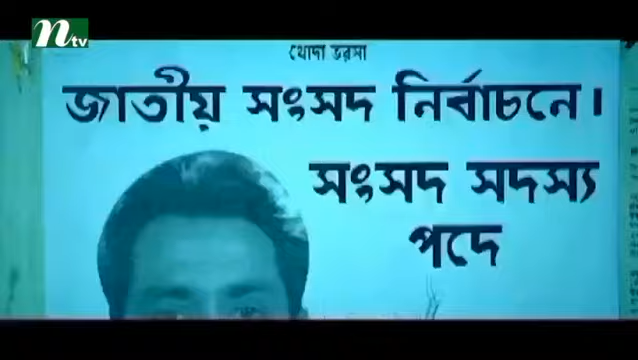 ntv
খোদা ভরসা
জাতীয় সংসদ নির্বাচনে।
সংসদ সদস্য
পদে